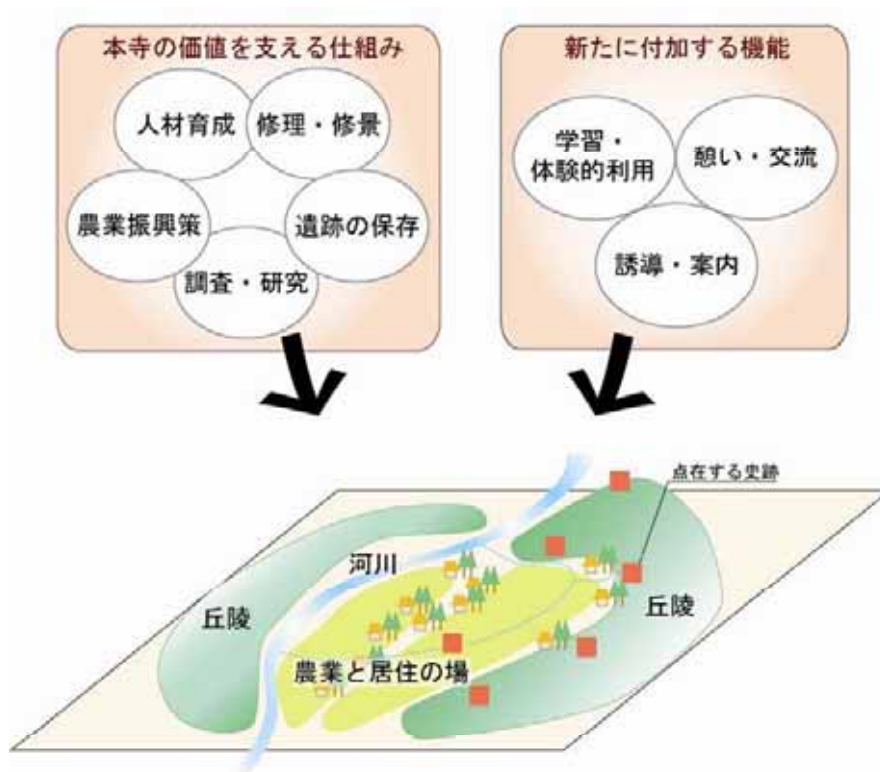 本寺の価値を支える仕組み
人材育成
修理・修景
農業振興策
遺跡の保存
調査・研究
新たに付加する機能
学習・
体験的利用
憩い・交流
誘導・案内
点在する史跡
河川
丘陵
丘陵
農業と居住の場